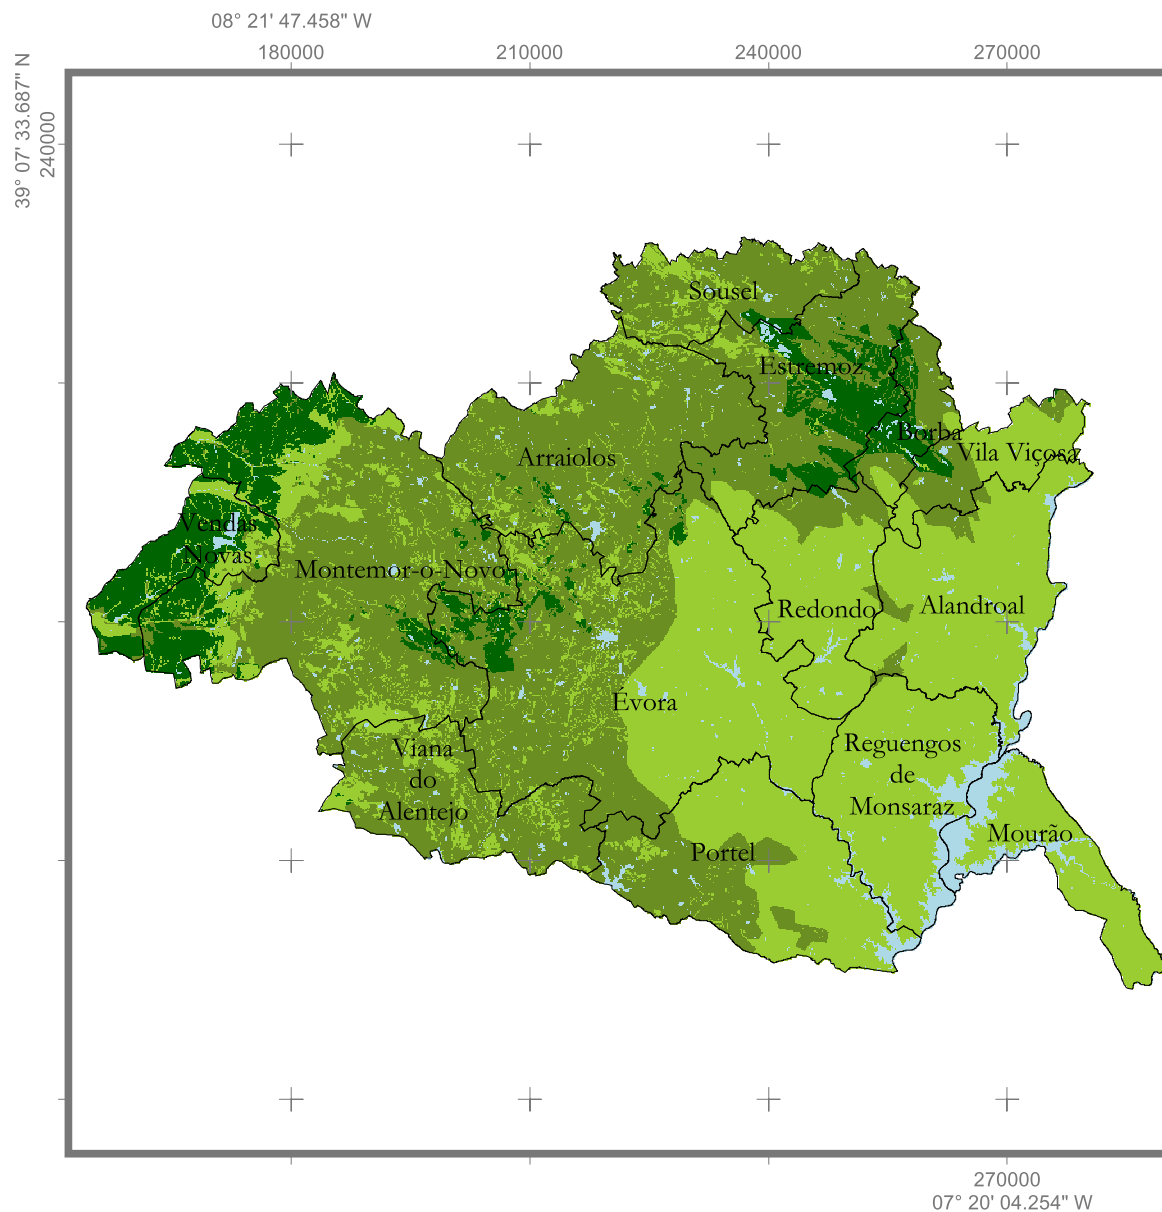 08° 21' 47.458" W
180000 210000 240000 270000
39° 07' 33.687" N
240000
Sousel
Estremoz
Borba
Vila Viçosa
Arraiolos
Vendas
Novas
Montemor-o-Novo
Redondo
Alandroal
Évora
Viana
do
Alentejo
Reguengos
de
Monsaraz
Mourão
Portel
270000
07° 20' 04.254" W